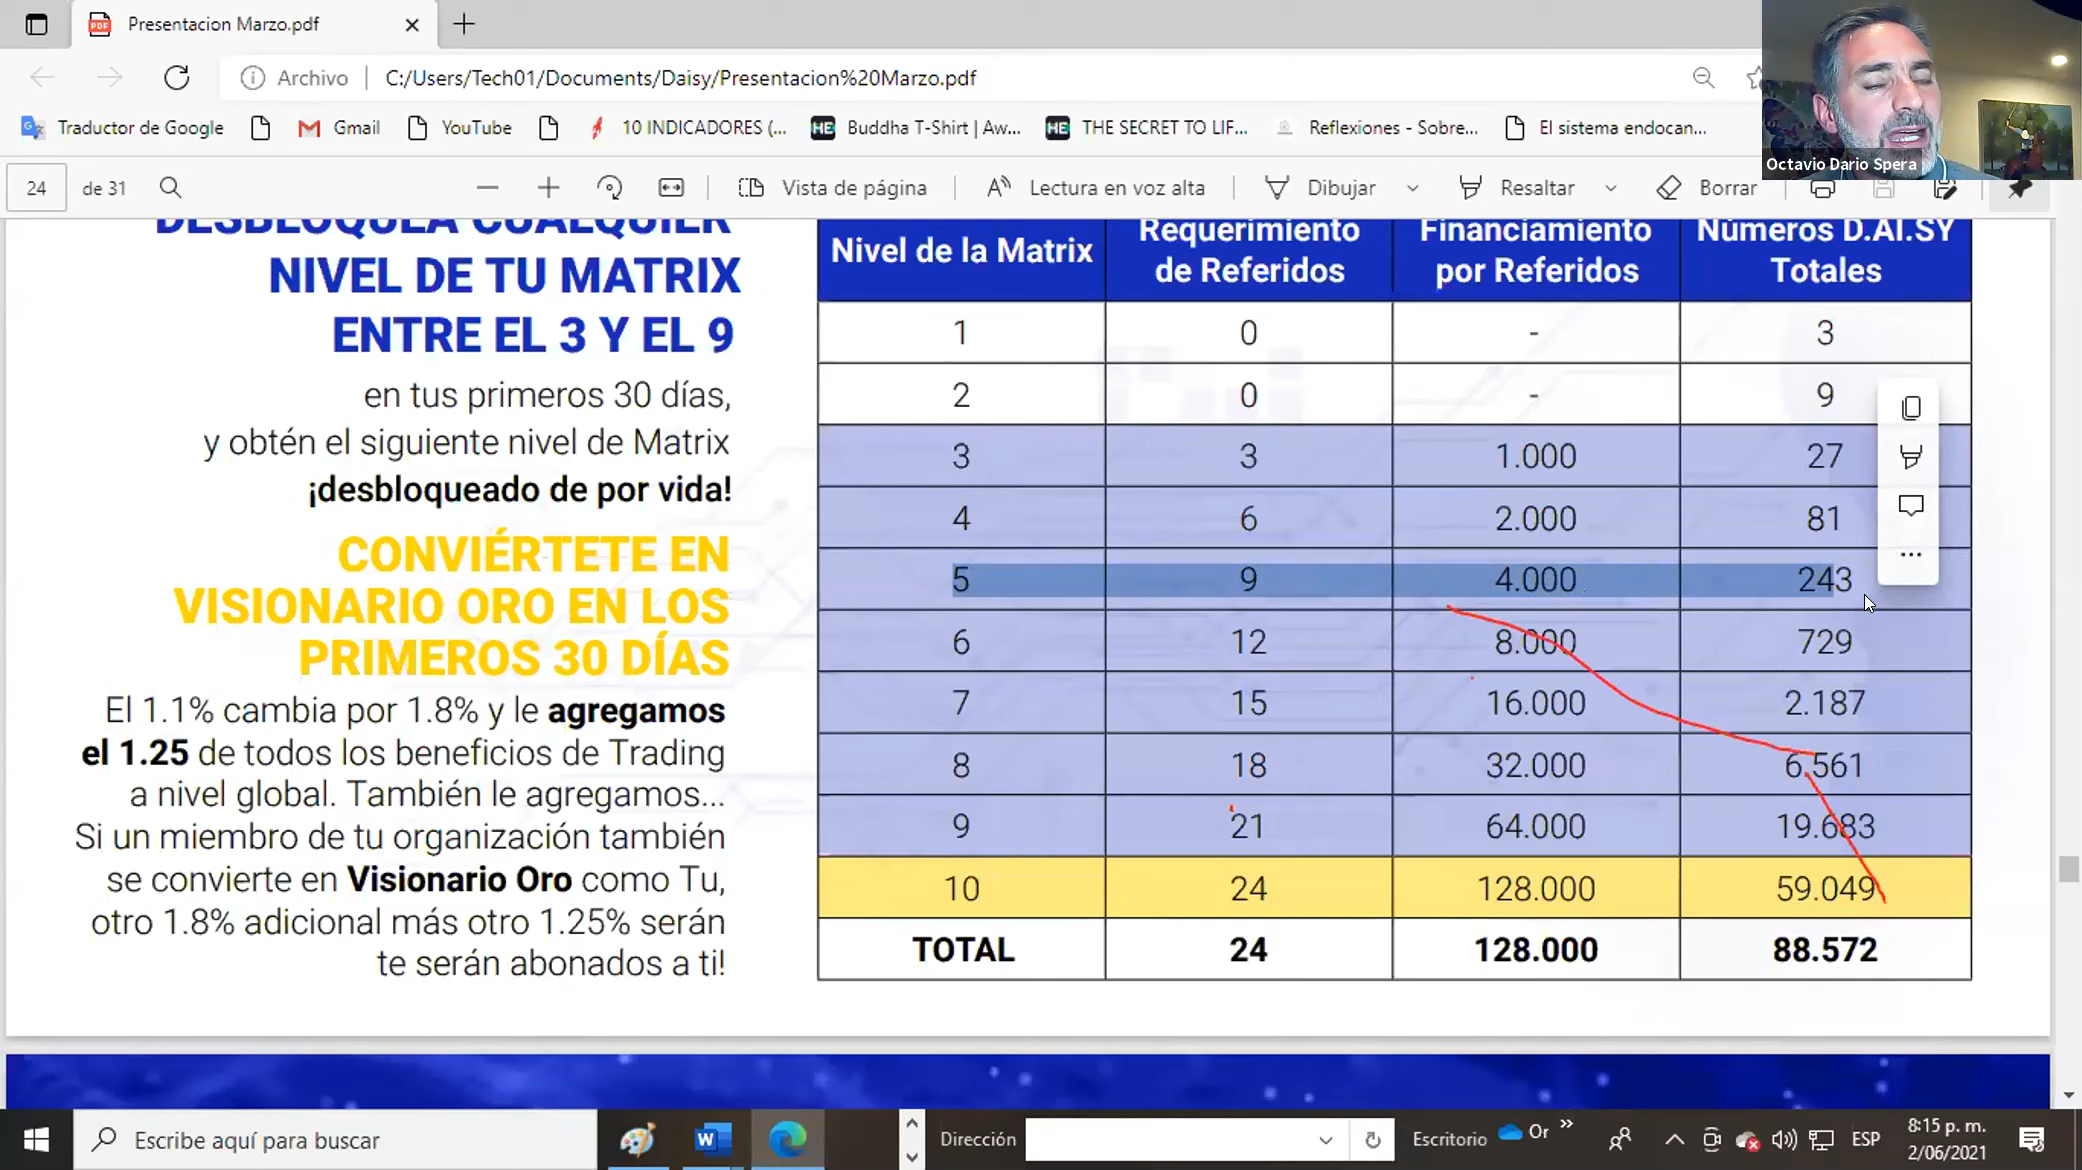 Presentacion Marzo.pdf
Archivo
C:/Users/Tech01/Documents/Daisy/Presentacion%20Marzo.pdf
Traductor de Google
Gmail
YouTube
10 INDICADORES (...
Buddha T-Shirt | Aw...
THE SECRET TO LIF...
Reflexiones - Sobre...
El sistema endocan...
Octavio Dario Spera
24 de 31
Vista de página
Lectura en voz alta
Dibujar
Resaltar
Borrar
DESBLOQUEA CUALQUIER
NIVEL DE TU MATRIX
ENTRE EL 3 Y EL 9
en tus primeros 30 días,
y obtén el siguiente nivel de Matrix
¡desbloqueado de por vida!
CONVIÉRTETE EN
VISIONARIO ORO EN LOS
PRIMEROS 30 DÍAS
El 1.1% cambia por 1.8% y le agregamos
el 1.25 de todos los beneficios de Trading
a nivel global. También le agregamos...
Si un miembro de tu organización también
se convierte en Visionario Oro como Tu,
otro 1.8% adicional más otro 1.25% serán
te serán abonados a ti!
Nivel de la Matrix
Requerimiento
de Referidos
Financiamiento
por Referidos
Números D.AI.SY
Totales
1 0 - 3
2 0 - 9
3 3 1.000 27
4 6 2.000 81
5 9 4.000 243
6 12 8.000 729
7 15 16.000 2.187
8 18 32.000 6.561
9 21 64.000 19.683
10 24 128.000 59.049
TOTAL 24 128.000 88.572
Escribe aquí para buscar
Dirección
Escritorio
Or
ESP
8:15 p. m.
2/06/2021